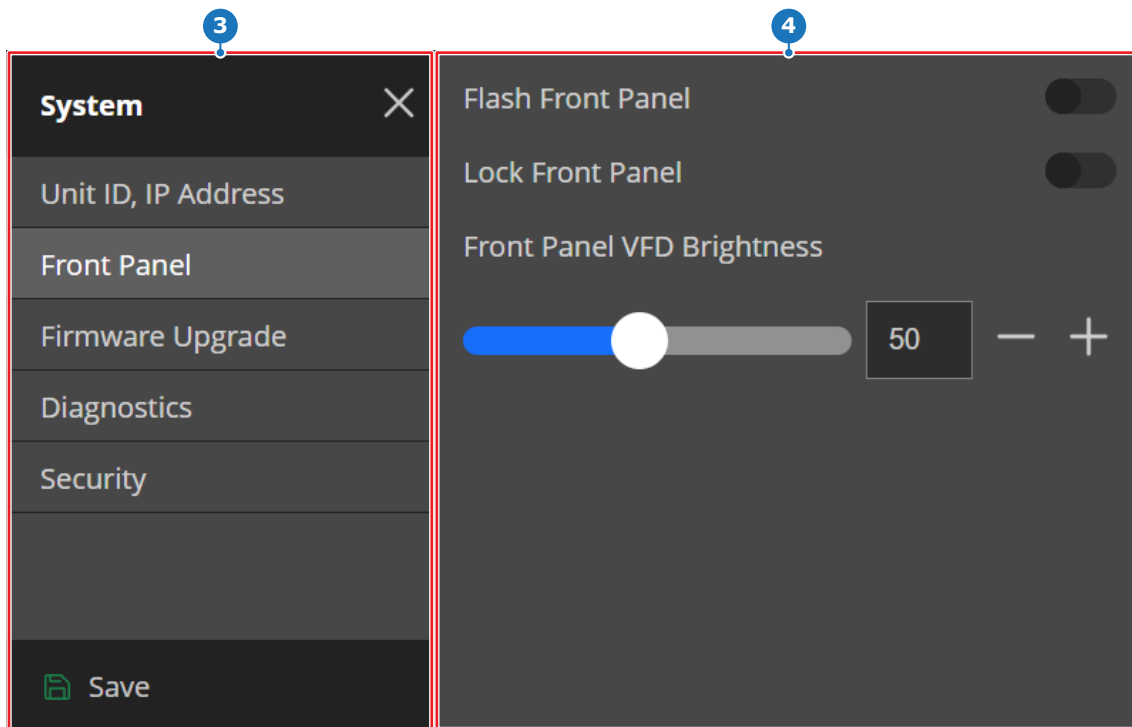 3
4
System
Unit ID, IP Address
Front Panel
Firmware Upgrade
Diagnostics
Security
Save
Flash Front Panel
Lock Front Panel
Front Panel VFD Brightness
50